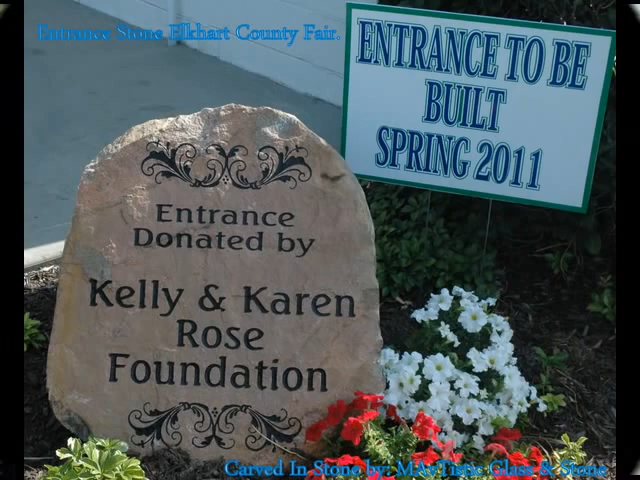 Entrance Stone Elkhart County Fair.
ENTRANCE TO BE
BUILT
SPRING 2011
Entrance
Donated by
Kelly & Karen
Rose
Foundation
Carved In Stone by: MAyTistic Glass & Stone